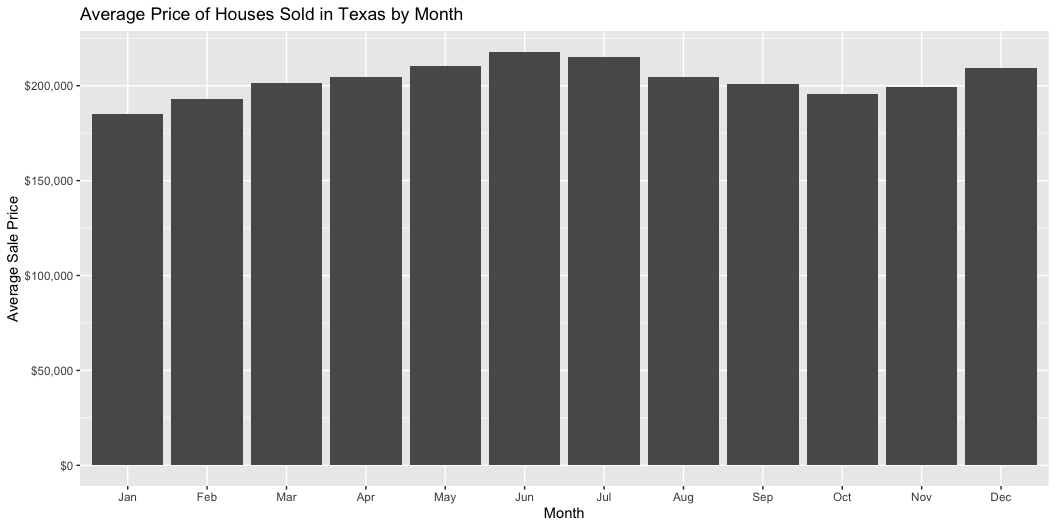 Average Price of Houses Sold in Texas by Month
Average Sale Price
$200,000
$150,000
$100,000
$50,000
$0
Jan Feb Mar Apr May Jun Jul Aug Sep Oct Nov Dec
Month